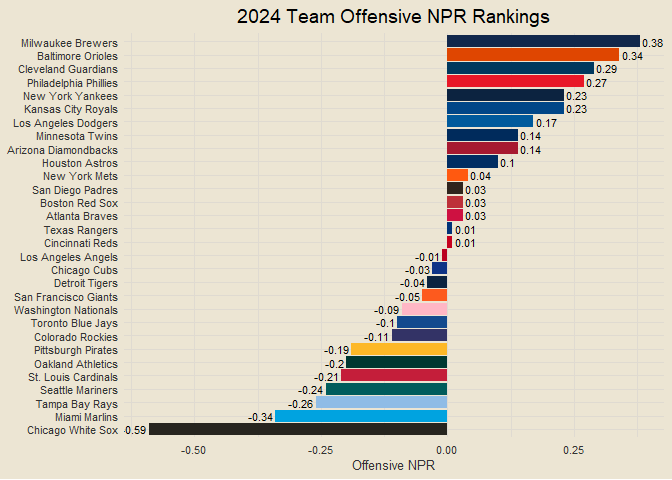 2024 Team Offensive NPR Rankings
Milwaukee Brewers 0.38
Baltimore Orioles 0.34
Cleveland Guardians 0.29
Philadelphia Phillies 0.27
New York Yankees 0.23
Kansas City Royals 0.23
Los Angeles Dodgers 0.17
Minnesota Twins 0.14
Arizona Diamondbacks 0.14
Houston Astros 0.1
New York Mets 0.04
San Diego Padres 0.03
Boston Red Sox 0.03
Atlanta Braves 0.03
Texas Rangers 0.01
Cincinnati Reds 0.01
Los Angeles Angels -0.01
Chicago Cubs -0.03
Detroit Tigers -0.04
San Francisco Giants -0.05
Washington Nationals -0.09
Toronto Blue Jays -0.1
Colorado Rockies -0.11
Pittsburgh Pirates -0.19
Oakland Athletics -0.2
St. Louis Cardinals -0.21
Seattle Mariners -0.24
Tampa Bay Rays -0.26
Miami Marlins -0.34
Chicago White Sox -0.59
-0.50 -0.25 0.00 0.25
Offensive NPR